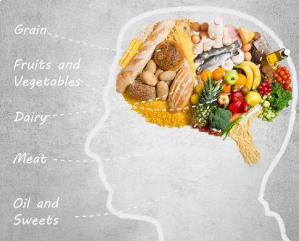 Grain
Fruits and
Vegetables
Dairy
Meat
Oil and
Sweets